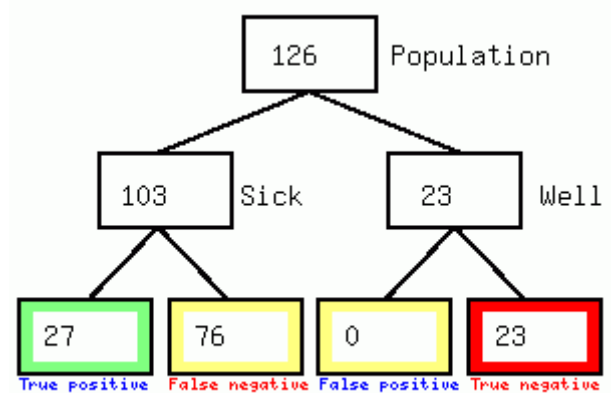 126 Population
103 Sick 23 Well
27 76 0 23
True positive False negative False positive True negative